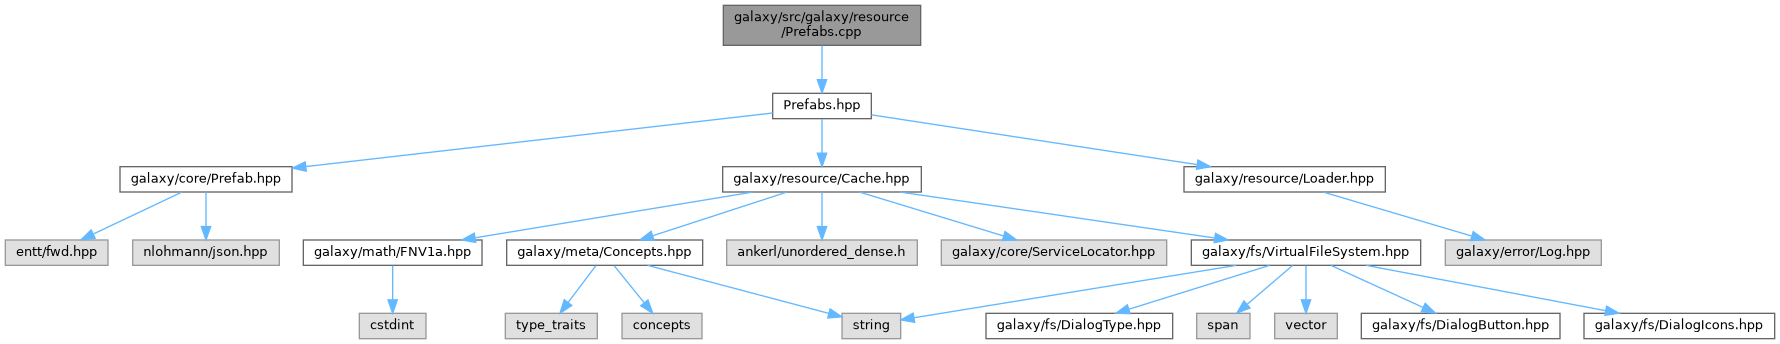 galaxy/src/galaxy/resource
/Prefabs.cpp
Prefabs.hpp
galaxy/core/Prefab.hpp
galaxy/resource/Cache.hpp
galaxy/resource/Loader.hpp
entt/fwd.hpp
nlohmann/json.hpp
galaxy/math/FNV1a.hpp
galaxy/meta/Concepts.hpp
ankerl/unordered_dense.h
galaxy/core/ServiceLocator.hpp
galaxy/fs/VirtualFileSystem.hpp
galaxy/error/Log.hpp
cstdint
type_traits
concepts
string
galaxy/fs/DialogType.hpp
span
vector
galaxy/fs/DialogButton.hpp
galaxy/fs/DialogIcons.hpp